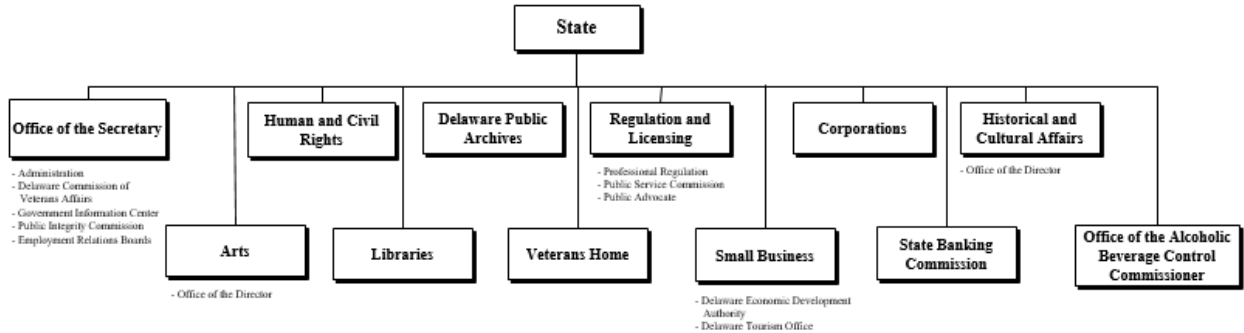 State
Office of the Secretary
- Administration
- Delaware Commission of
Veterans Affairs
- Government Information Center
- Public Integrity Commission
- Employment Relations Boards
Human and Civil
Rights
Delaware Public
Archives
Regulation and
Licensing
- Professional Regulation
- Public Service Commission
- Public Advocate
Corporations
Historical and
Cultural Affairs
- Office of the Director
Arts
- Office of the Director
Libraries
Veterans Home
Small Business
- Delaware Economic Development
Authority
- Delaware Tourism Office
State Banking
Commission
Office of the Alcoholic
Beverage Control
Commissioner